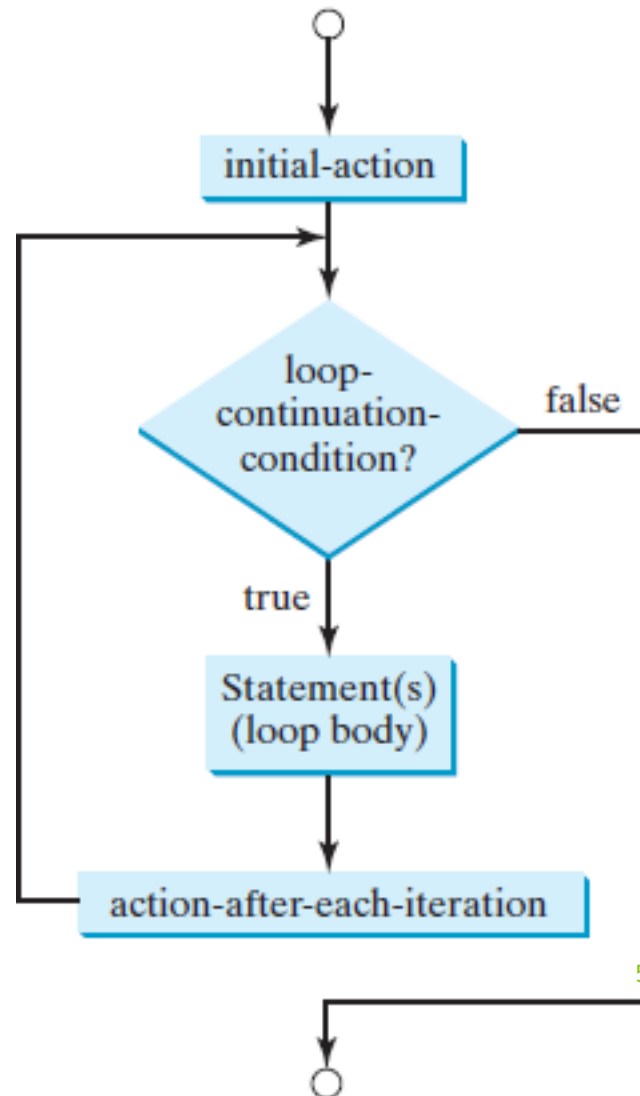 initial-action
loop-
continuation-
condition?
false
true
Statement(s)
(loop body)
action-after-each-iteration